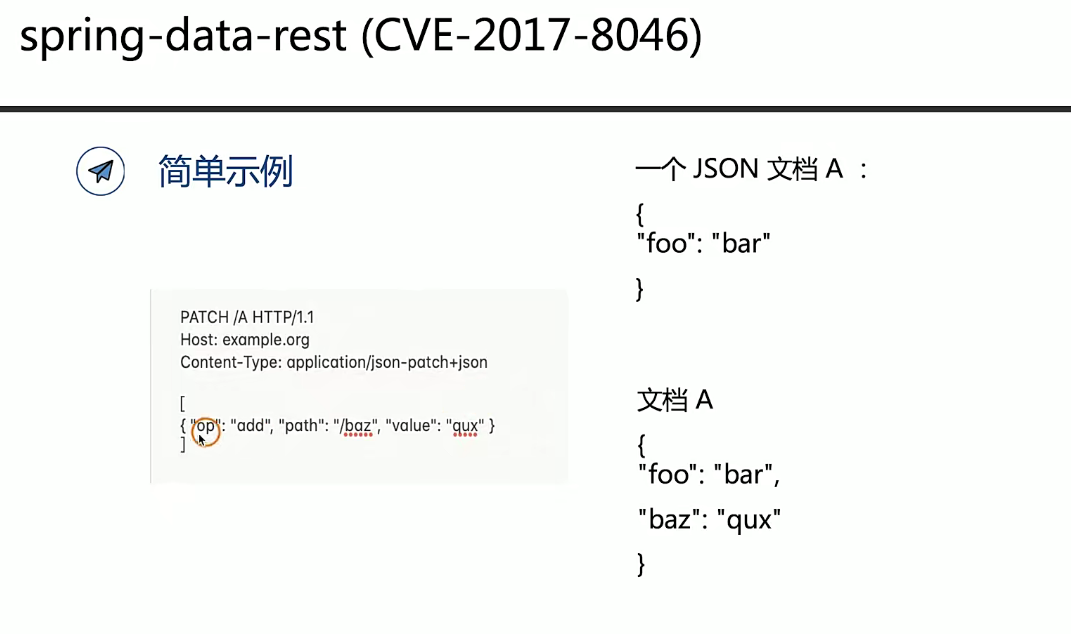 spring-data-rest (CVE-2017-8046)
简单示例
PATCH /A HTTP/1.1
Host: example.org
Content-Type: application/json-patch+json
[
{ "op": "add", "path": "/baz", "value": "qux" }
]
一个 JSON 文档 A ：
{
"foo": "bar"
}
文档 A
{
"foo": "bar",
"baz": "qux"
}